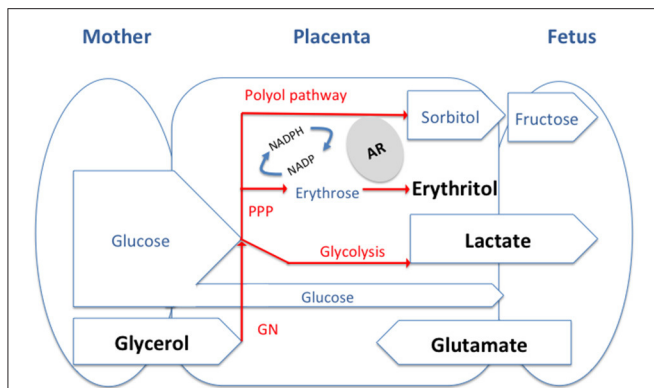 Mother Placenta Fetus
Polyol pathway
Sorbitol Fructose
NADPH
NADP
AR
Erythrose Erythritol
PPP
Glucose Glycolysis Lactate
Glucose
GN
Glycerol Glutamate